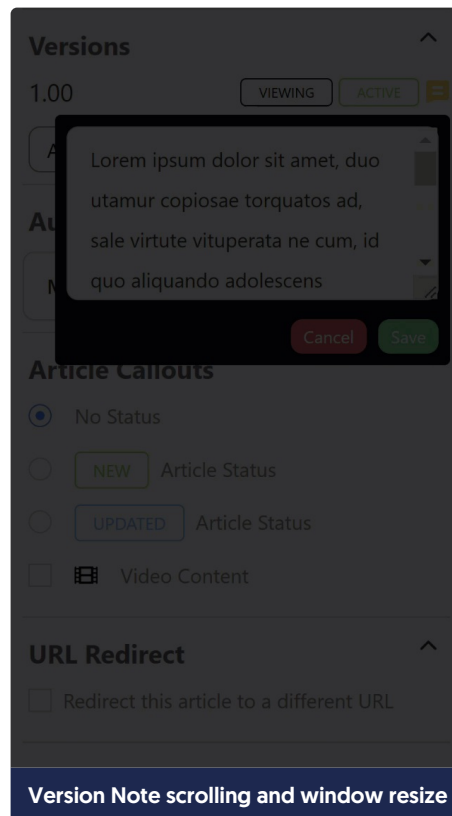 Versions
1.00 VIEWING ACTIVE
A
Lorem ipsum dolor sit amet, duo
utamur copiosae torquatos ad,
Au
sale virtute vituperata ne cum, id
quo aliquando adolescens
Cancel Save
Article Callouts
No Status
NEW Article Status
UPDATED Article Status
Video Content
URL Redirect
Redirect this article to a different URL
Version Note scrolling and window resize